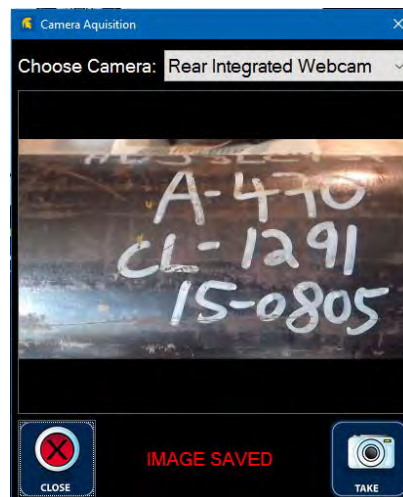 Camera Aquisition
Choose Camera: Rear Integrated Webcam
A-470
CL-1291
15-0805
CLOSE
IMAGE SAVED
TAKE